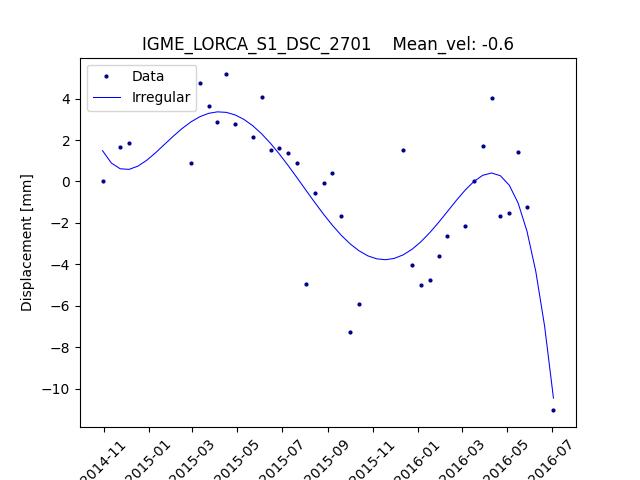 IGME_LORCA_S1_DSC_2701    Mean_vel: -0.6
Data
Irregular
Displacement [mm]
4
2
0
−2
−4
−6
−8
−10
2014-11 2015-01 2015-03 2015-05 2015-07 2015-09 2015-11 2016-01 2016-03 2016-05 2016-07